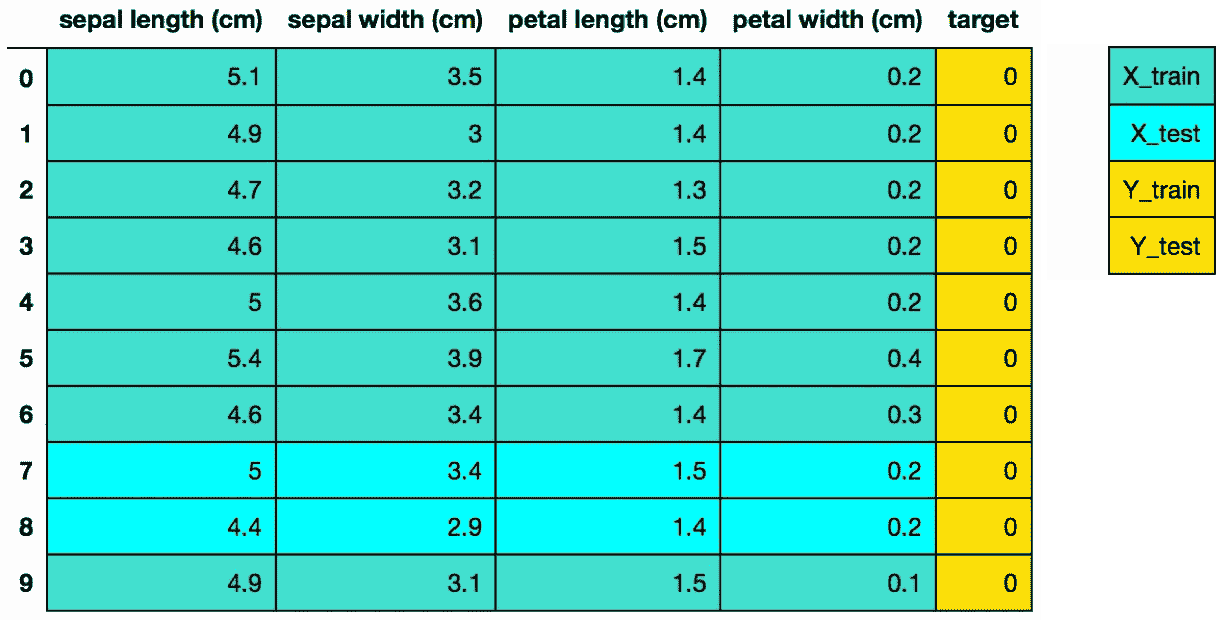 sepal length (cm) sepal width (cm) petal length (cm) petal width (cm) target
0 5.1 3.5 1.4 0.2 0 X_train
1 4.9 3 1.4 0.2 0 X_test
2 4.7 3.2 1.3 0.2 0 Y_train
3 4.6 3.1 1.5 0.2 0 Y_test
4 5 3.6 1.4 0.2 0
5 5.4 3.9 1.7 0.4 0
6 4.6 3.4 1.4 0.3 0
7 5 3.4 1.5 0.2 0
8 4.4 2.9 1.4 0.2 0
9 4.9 3.1 1.5 0.1 0